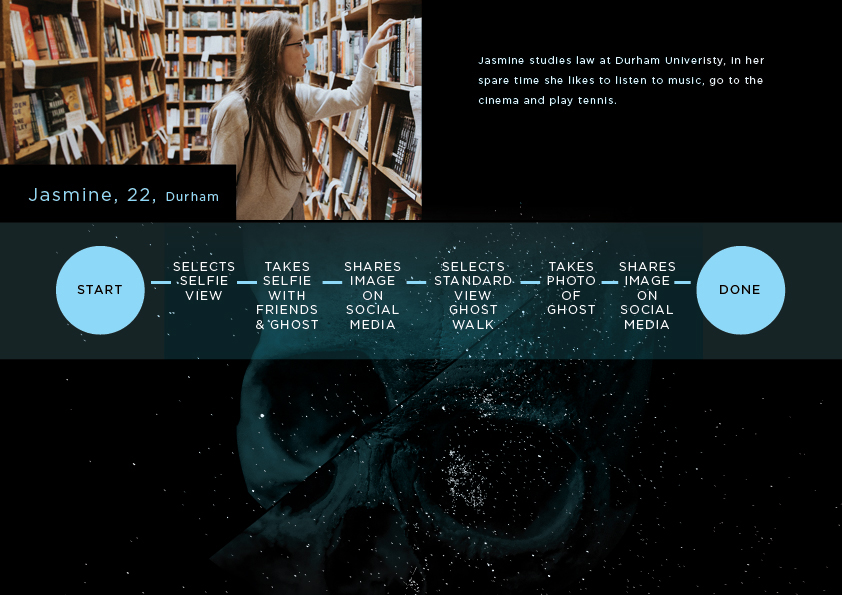 Jasmine studies law at Durham Univeristy, in her
spare time she likes to listen to music, go to the
cinema and play tennis.
Jasmine, 22, Durham
START
SELECTS
SELFIE
VIEW
TAKES
SELFIE
WITH
FRIENDS
& GHOST
SHARES
IMAGE
ON
SOCIAL
MEDIA
SELECTS
STANDARD
VIEW
GHOST
WALK
TAKES
PHOTO
OF
GHOST
SHARES
IMAGE
ON
SOCIAL
MEDIA
DONE